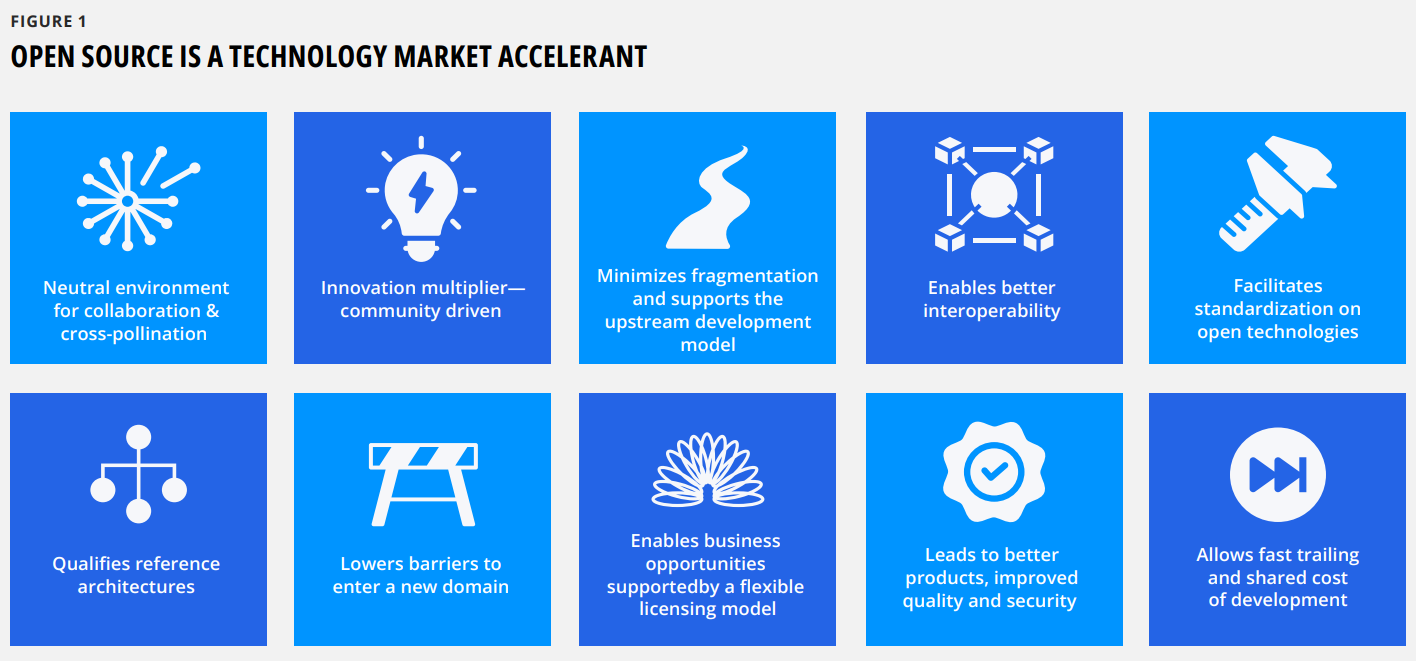 FIGURE 1
OPEN SOURCE IS A TECHNOLOGY MARKET ACCELERANT
Neutral environment
for collaboration &
cross-pollination
Innovation multiplier—
community driven
Minimizes fragmentation
and supports the
upstream development
model
Enables better
interoperability
Facilitates
standardization on
open technologies
Qualifies reference
architectures
Lowers barriers to
enter a new domain
Enables business
opportunities
supportedby a flexible
licensing model
Leads to better
products, improved
quality and security
Allows fast trailing
and shared cost
of development